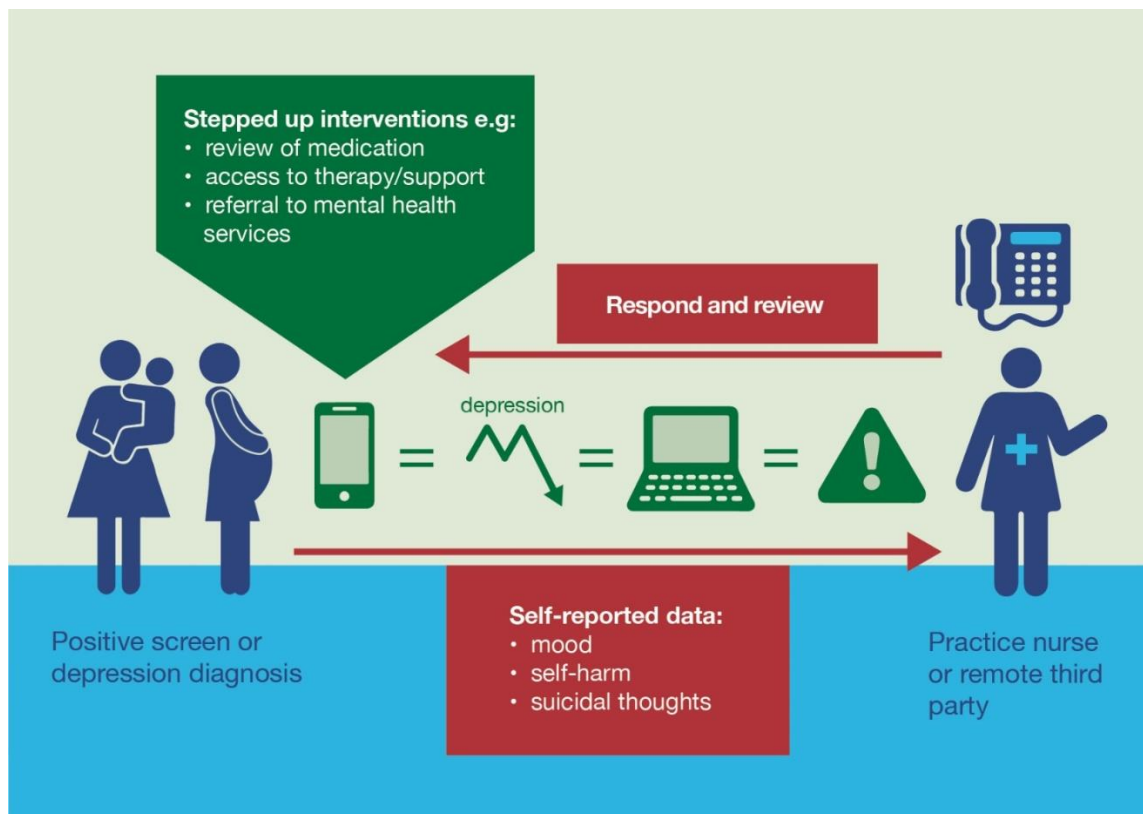 Stepped up interventions e.g:
• review of medication
• access to therapy/support
• referral to mental health
services
Respond and review
depression
= = =
!
Self-reported data:
• mood
• self-harm
• suicidal thoughts
Positive screen or
depression diagnosis
Practice nurse
or remote third
party